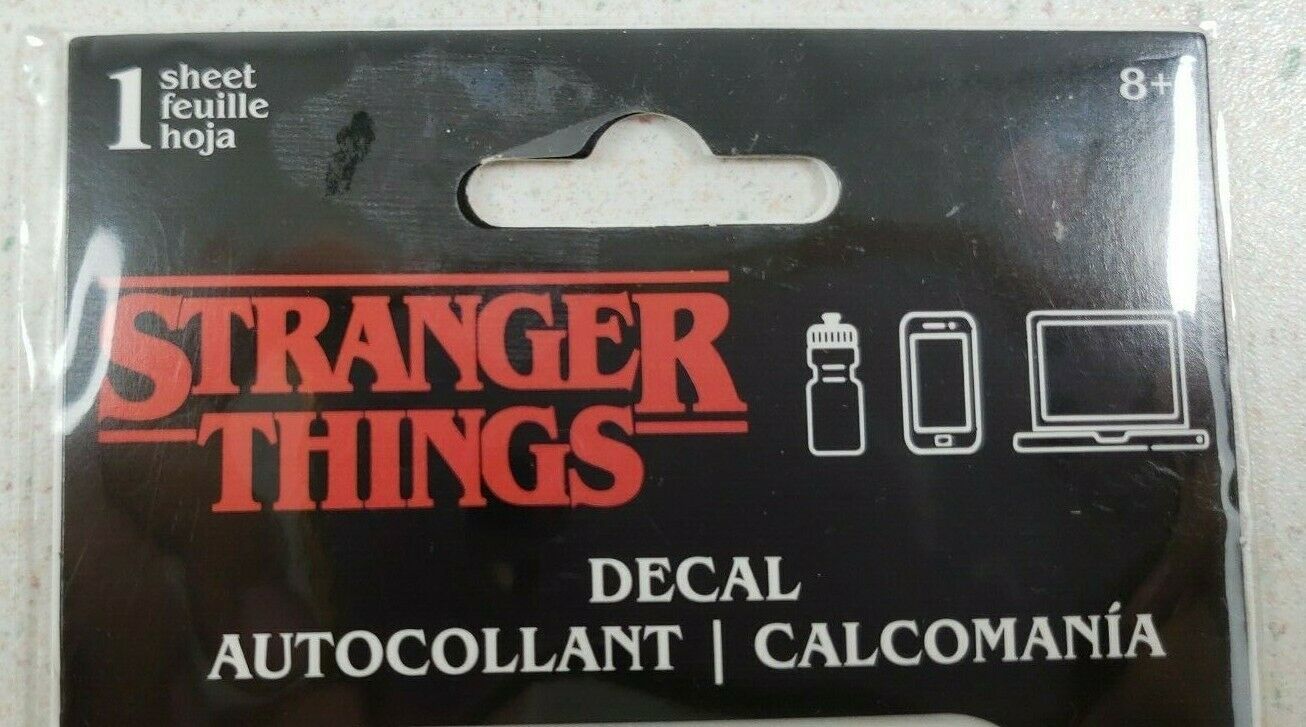 1 sheet
feuille
hoja
8+
STRANGER
THINGS
DECAL
AUTOCOLLANT | CALCOMANÍA